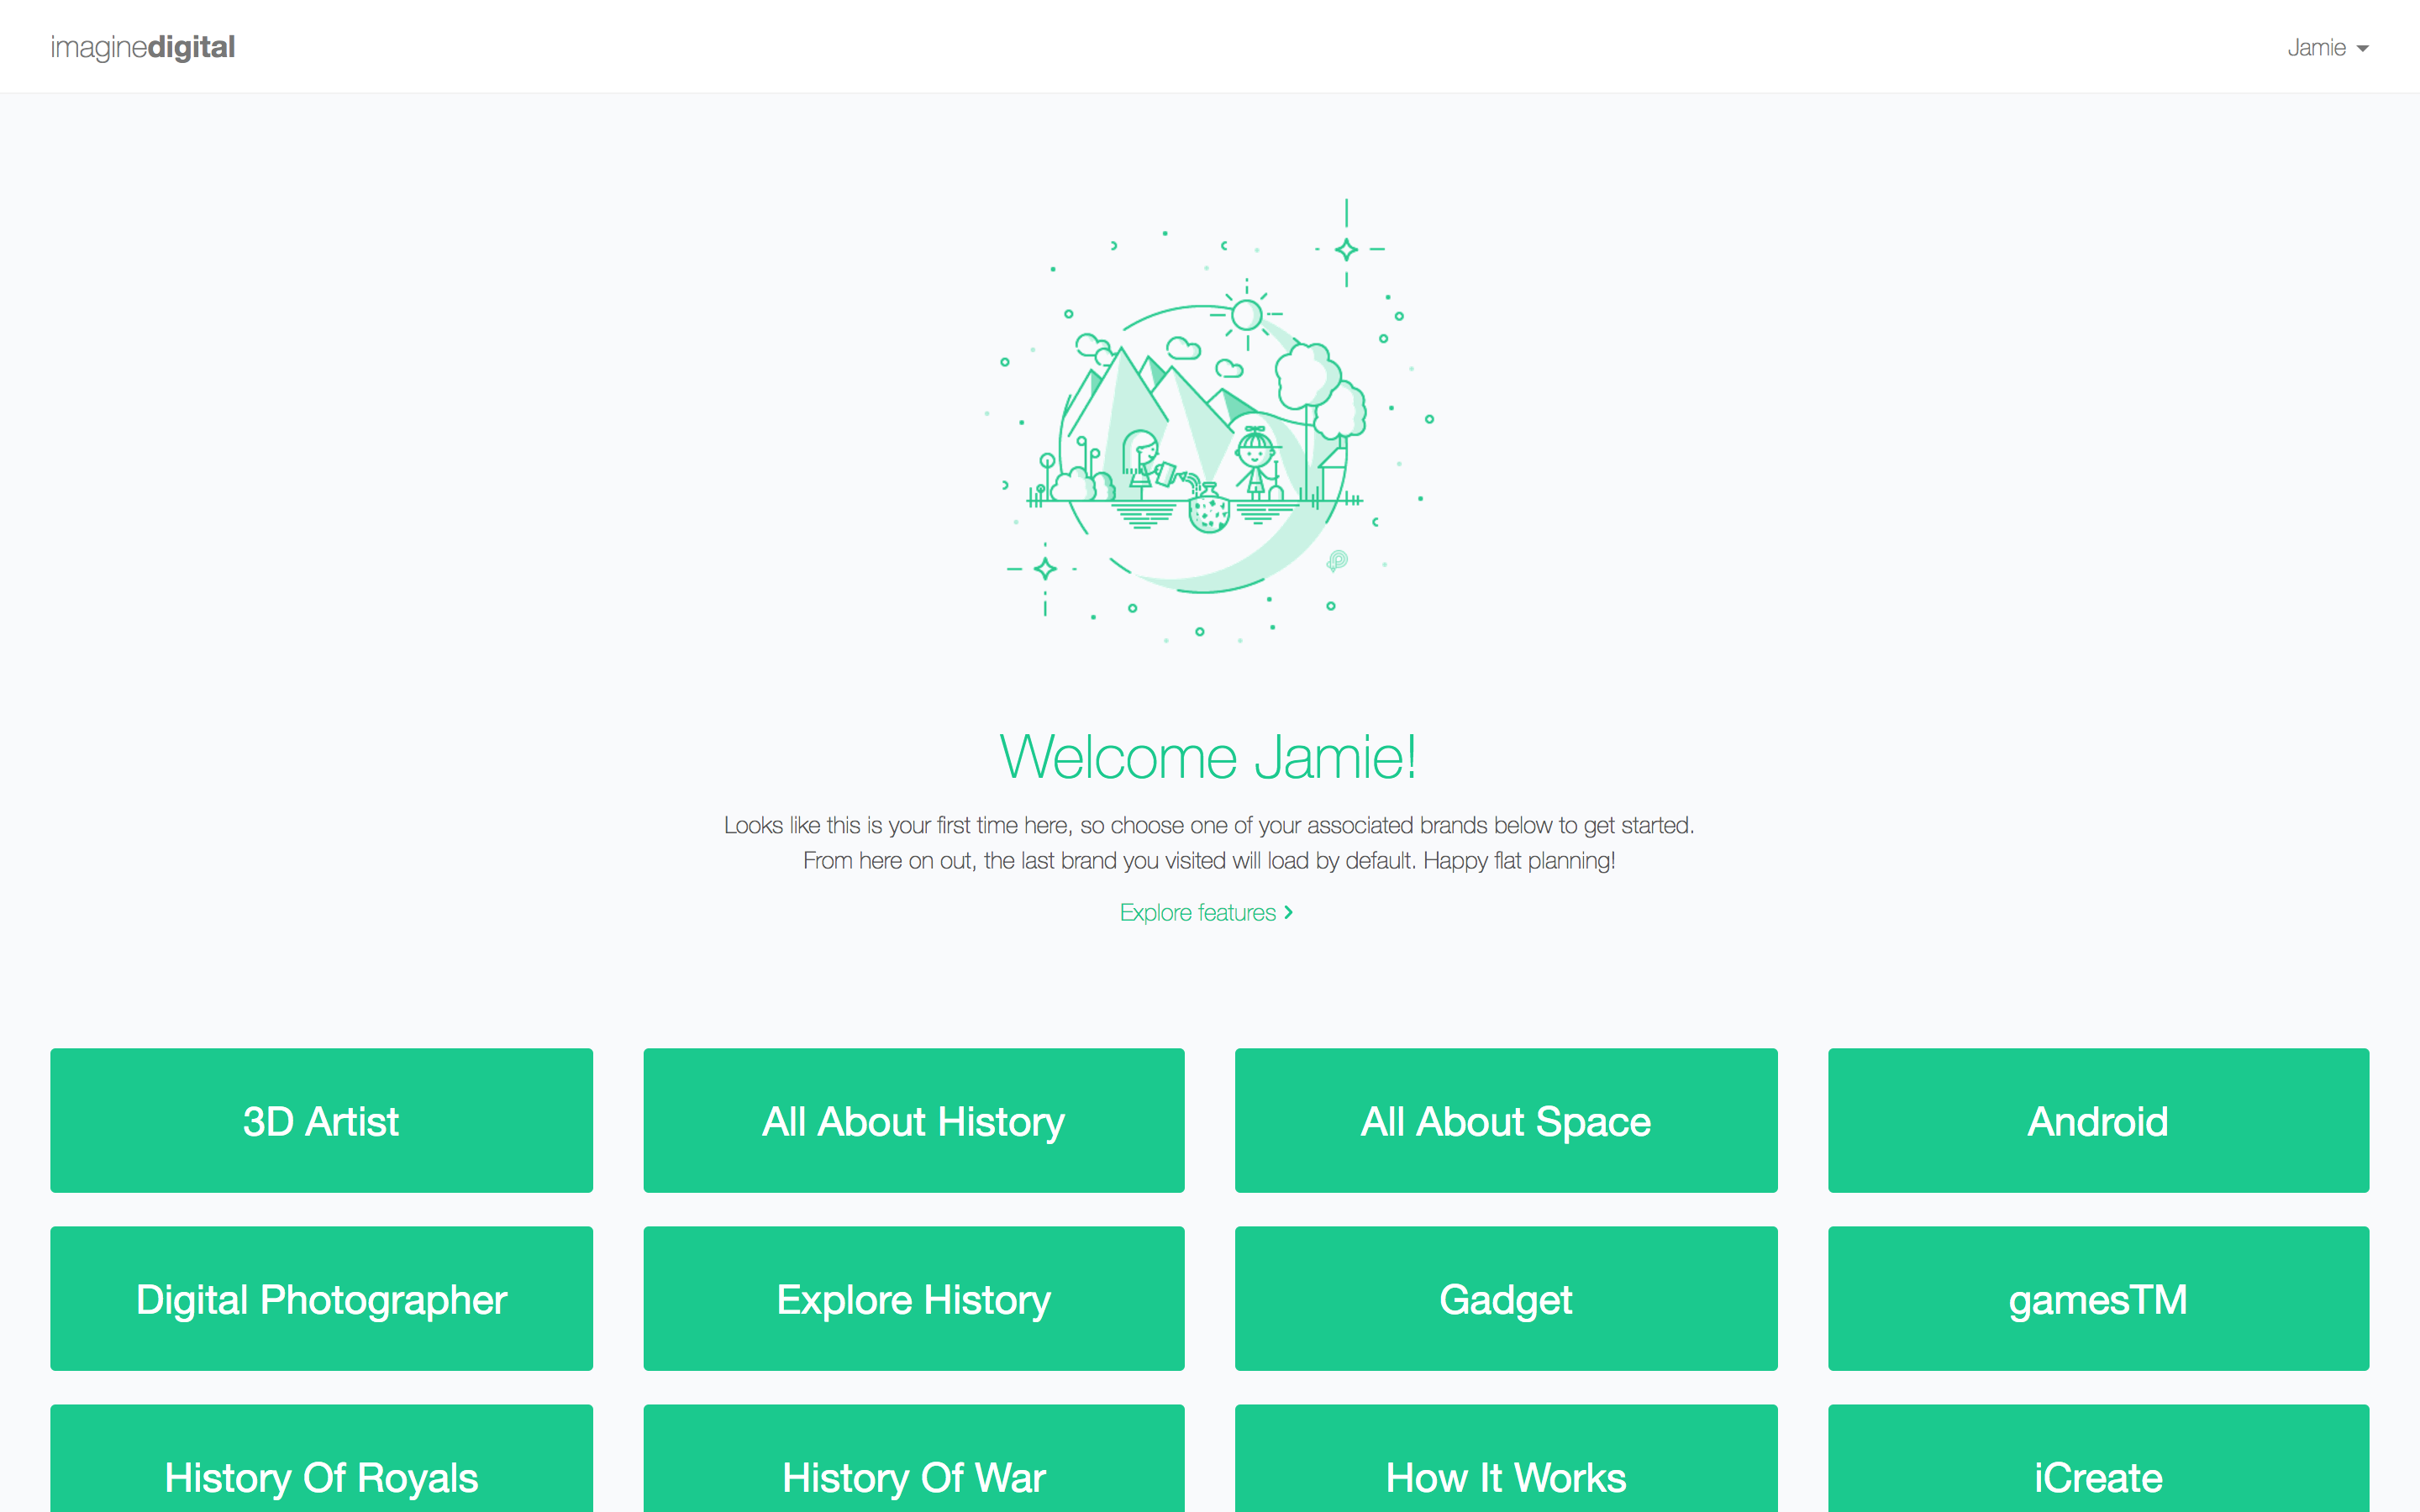 imaginedigital
Jamie
Welcome Jamie!
Looks like this is your first time here, so choose one of your associated brands below to get started.
From here on out, the last brand you visited will load by default. Happy flat planning!
Explore features
3D Artist
All About History
All About Space
Android
Digital Photographer
Explore History
Gadget
gamesTM
History Of Royals
History Of War
How It Works
iCreate